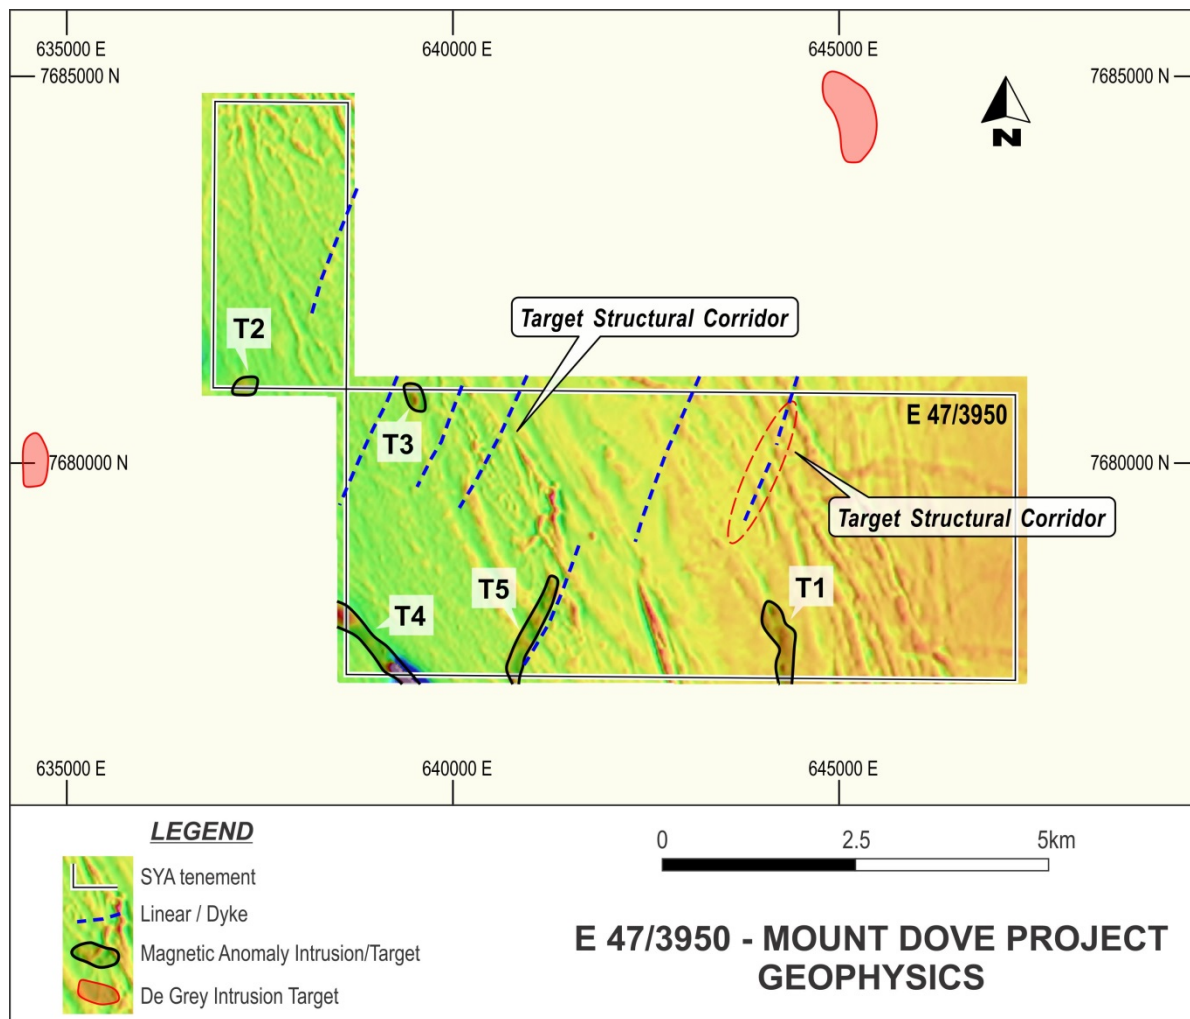 635000 E
640000 E
645000 E
7685000 N
7685000 N
N
T2
Target Structural Corridor
E 47/3950
T3
7680000 N
7680000 N
Target Structural Corridor
T5
T1
T4
635000 E
640000 E
645000 E
LEGEND
SYA tenement
Linear / Dyke
Magnetic Anomaly Intrusion/Target
De Grey Intrusion Target
0
2.5
5km
E 47/3950 - MOUNT DOVE PROJECT
GEOPHYSICS